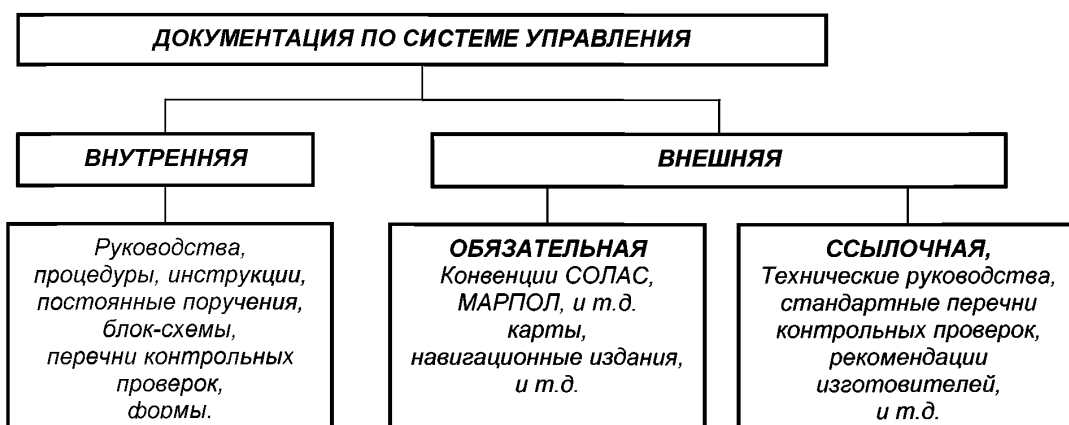 ДОКУМЕНТАЦИЯ ПО СИСТЕМЕ УПРАВЛЕНИЯ
ВНУТРЕННЯЯ
ВНЕШНЯЯ
Руководства,
процедуры, инструкции,
постоянные поручения,
блок-схемы,
перечни контрольных
проверок,
формы.
ОБЯЗАТЕЛЬНАЯ
Конвенции СОЛАС,
МАРПОЛ, и т.д.
карты,
навигационные издания,
и т.д.
ССЫЛОЧНАЯ,
Технические руководства,
стандартные перечни
контрольных проверок,
рекомендации
изготовителей,
и т.д.